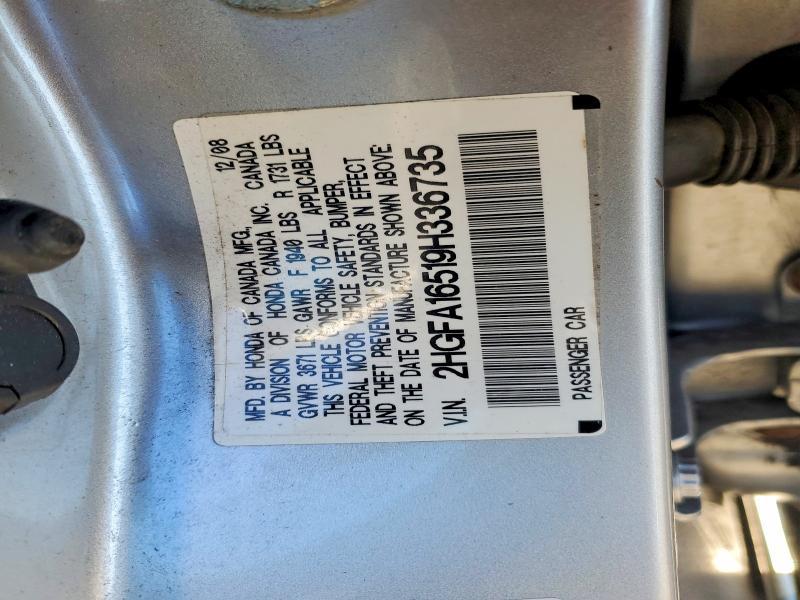 MFD. BY HONDA OF CANADA MFG., 12/08
A DIVISION OF HONDA CANADA INC. CANADA
GVWR 3671 LBS GAWR F 1940 LBS R 1731 LBS
THIS VEHICLE CONFORMS TO ALL APPLICABLE
FEDERAL MOTOR VEHICLE SAFETY, BUMPER,
AND THEFT PREVENTION STANDARDS IN EFFECT
ON THE DATE OF MANUFACTURE SHOWN ABOVE.
V.I.N. 2HGFA16519H336735
PASSENGER CAR